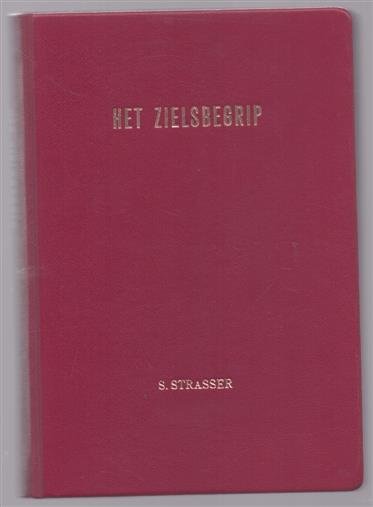 HET ZIELSBEGRIP
S. STRASSER